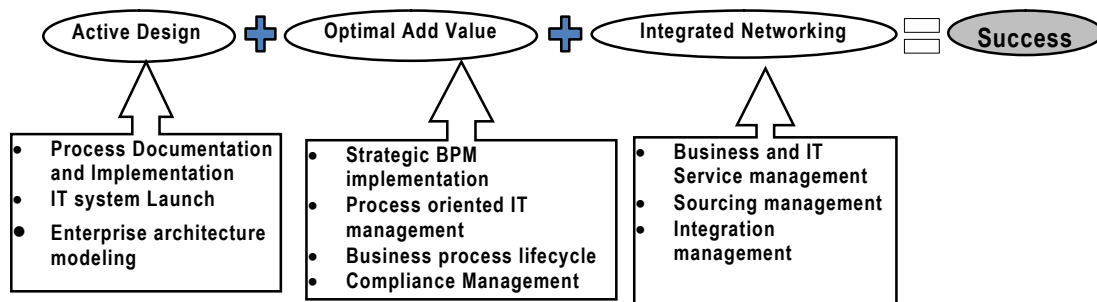 Active Design
Optimal Add Value
Integrated Networking
Success
• Process Documentation
and Implementation
• IT system Launch
• Enterprise architecture
modeling
• Strategic BPM
implementation
• Process oriented IT
management
• Business process lifecycle
• Compliance Management
• Business and IT
Service management
• Sourcing management
• Integration
management